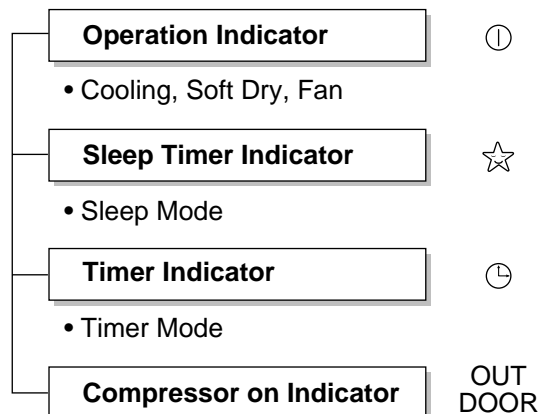 Operation Indicator
• Cooling, Soft Dry, Fan
Sleep Timer Indicator
• Sleep Mode
Timer Indicator
• Timer Mode
Compressor on Indicator
OUT
DOOR